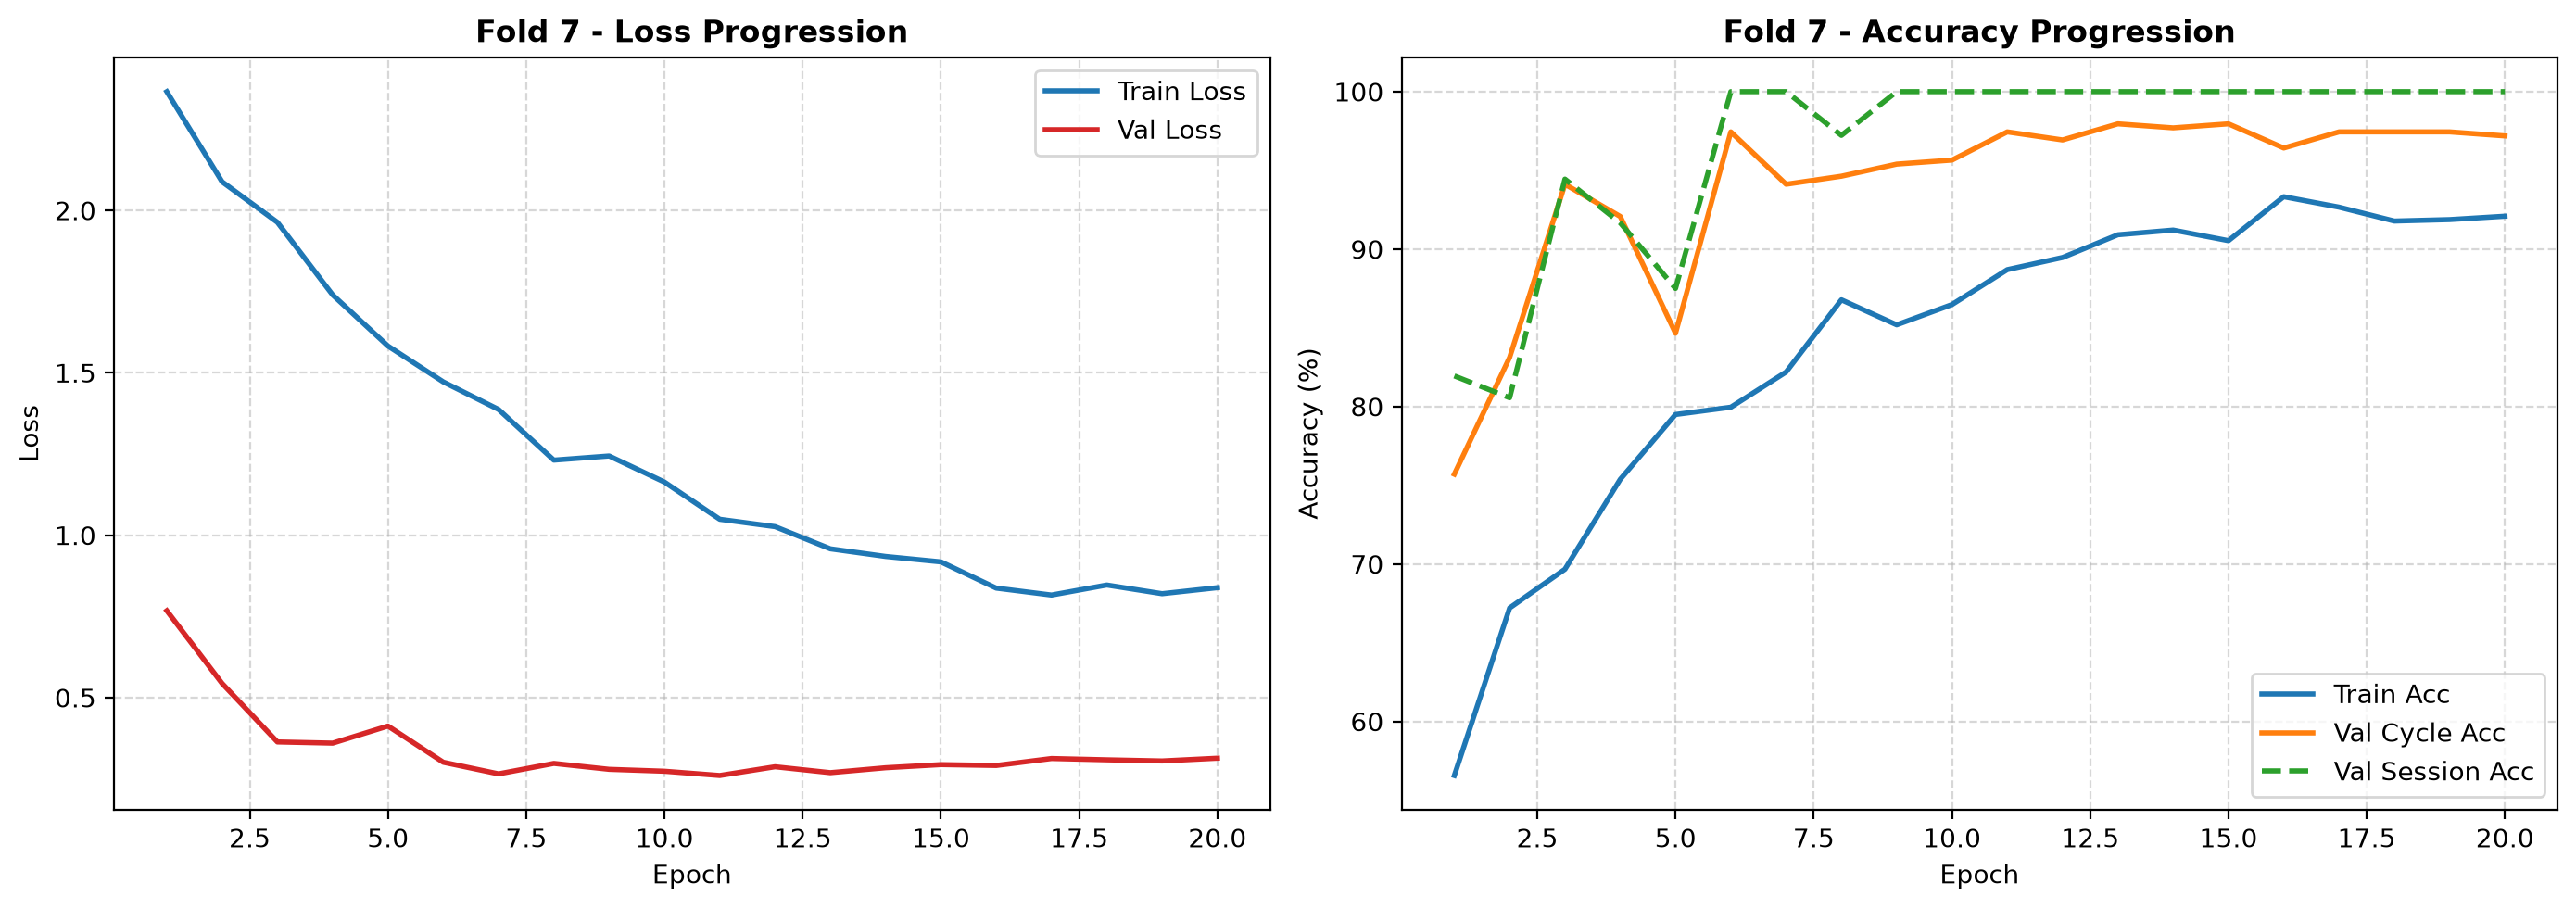 Fold 7 - Loss Progression
Train Loss
Val Loss
2.0
1.5
1.0
0.5
Loss
2.5 5.0 7.5 10.0 12.5 15.0 17.5 20.0
Epoch
Fold 7 - Accuracy Progression
100
90
80
70
60
Accuracy (%)
Train Acc
Val Cycle Acc
Val Session Acc
2.5 5.0 7.5 10.0 12.5 15.0 17.5 20.0
Epoch